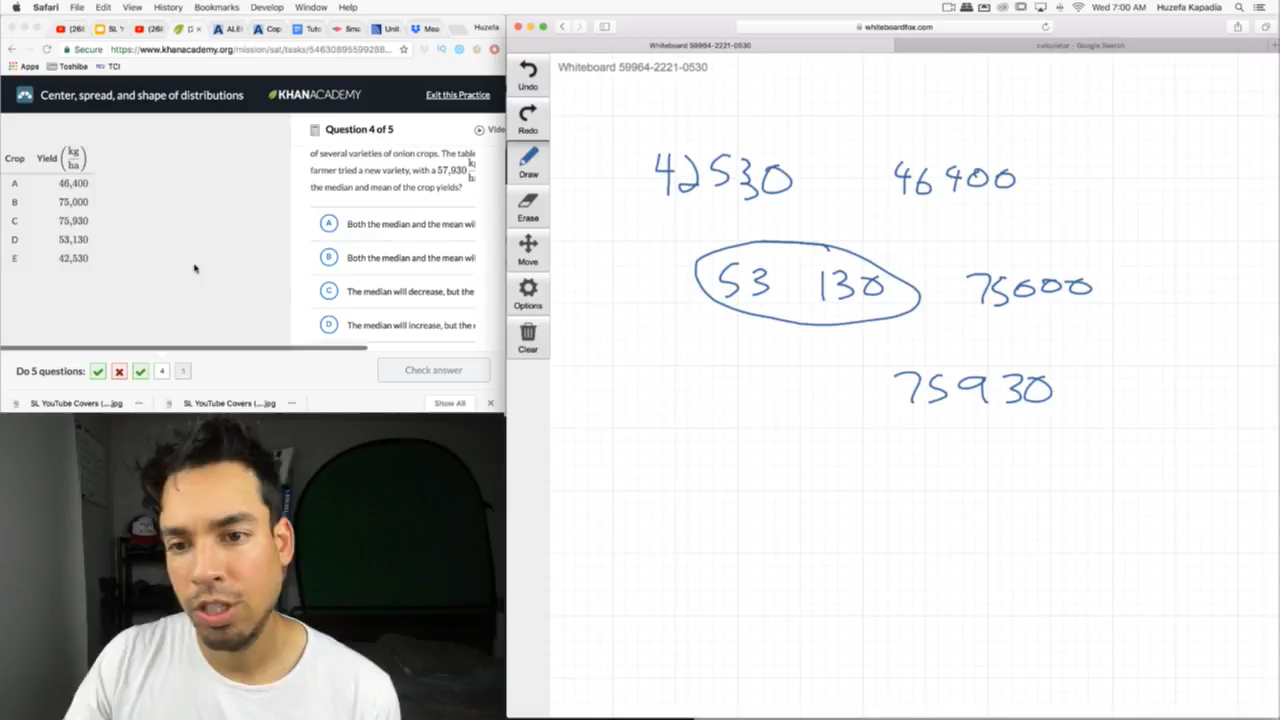 Safari File Edit View History Bookmarks Develop Window Help
Wed 7:00 AM Huzefa Kapadia
Huzefa
Secure https://www.khanacademy.org/mission/sat/tasks/54630895599288...
Apps Toshiba TCI
whiteboardfox.com
Whiteboard 59964-2221-0530
calculator - Google Search
Center, spread, and shape of distributions KHANACADEMY Exit this Practice
Crop Yield (kg/ha)
A 46,400
B 75,000
C 75,930
D 53,130
E 42,530
Question 4 of 5
of several varieties of onion crops. The table
farmer tried a new variety, with a 57,930
the median and mean of the crop yields?
A Both the median and the mean wil
B Both the median and the mean wil
C The median will decrease, but the
D The median will increase, but the
Do 5 questions: 4 5
Check answer
SL YouTube Covers (....jpg
SL YouTube Covers (....jpg
Show All
Whiteboard 59964-2221-0530
Undo
Redo
Draw
Erase
Move
Options
Clear
42530 46400
53 130 75000
75930